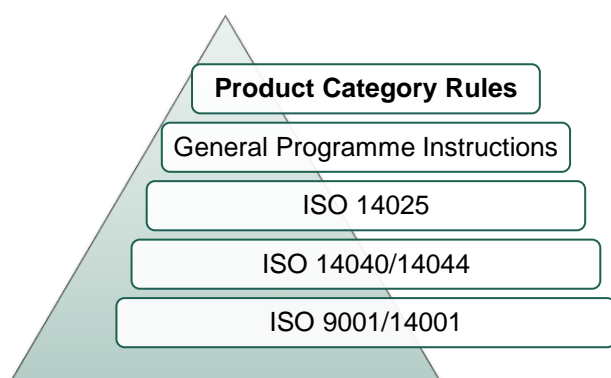 Product Category Rules
General Programme Instructions
ISO 14025
ISO 14040/14044
ISO 9001/14001